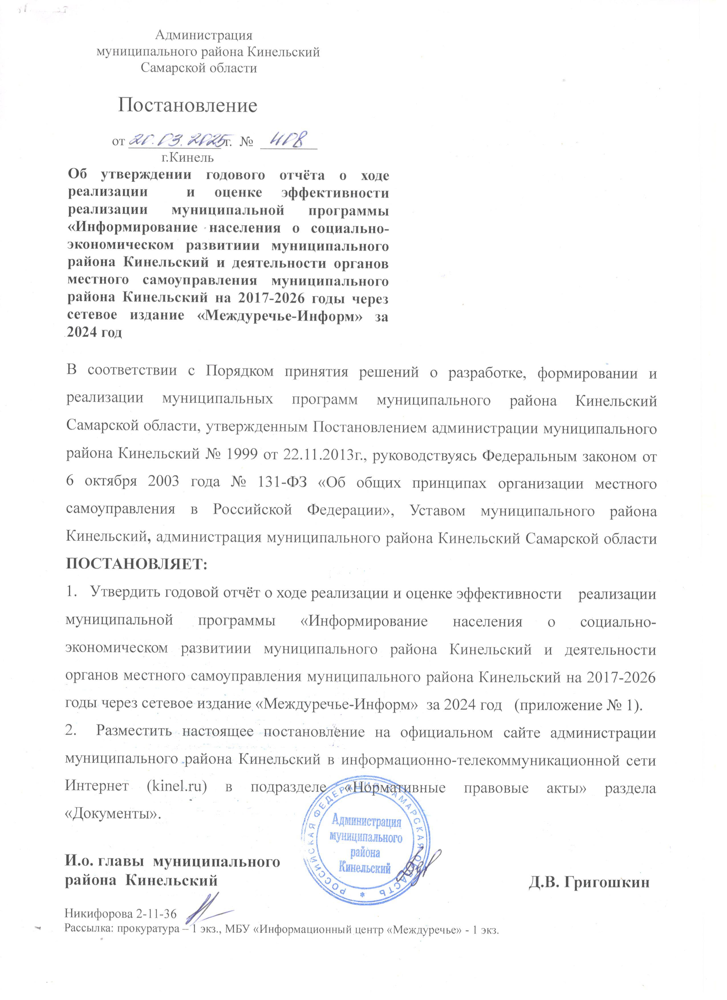 Администрация
муниципального района Кинельский
Самарской области
Постановление
от 20.03.2025г. № 408
г.Кинель
Об утверждении годового отчёта о ходе
реализации и оценке эффективности
реализации муниципальной программы
«Информирование населения о социально-
экономическом развитиии муниципального
района Кинельский и деятельности органов
местного самоуправления муниципального
района Кинельский на 2017-2026 годы через
сетевое издание «Междуречье-Информ» за
2024 год
В соответствии с Порядком принятия решений о разработке, формировании и
реализации муниципальных программ муниципального района Кинельский
Самарской области, утвержденным Постановлением администрации муниципального
района Кинельский № 1999 от 22.11.2013г., руководствуясь Федеральным законом от
6 октября 2003 года № 131-ФЗ «Об общих принципах организации местного
самоуправления в Российской Федерации», Уставом муниципального района
Кинельский, администрация муниципального района Кинельский Самарской области
ПОСТАНОВЛЯЕТ:
1. Утвердить годовой отчёт о ходе реализации и оценке эффективности реализации
муниципальной программы «Информирование населения о социально-
экономическом развитиии муниципального района Кинельский и деятельности
органов местного самоуправления муниципального района Кинельский на 2017-2026
годы через сетевое издание «Междуречье-Информ» за 2024 год (приложение № 1).
2. Разместить настоящее постановление на официальном сайте администрации
муниципального района Кинельский в информационно-телекоммуникационной сети
Интернет (kinel.ru) в подразделе «Нормативные правовые акты» раздела
«Документы».
РОССИЙСКАЯ ФЕДЕРАЦИЯ САМАРСКАЯ ОБЛАСТЬ *
Администрация
муниципального
района
Кинельский
И.о. главы муниципального
района Кинельский Д.В. Григошкин
Никифорова 2-11-36
Рассылка: прокуратура – 1 экз., МБУ «Информационный центр «Междуречье» - 1 экз.